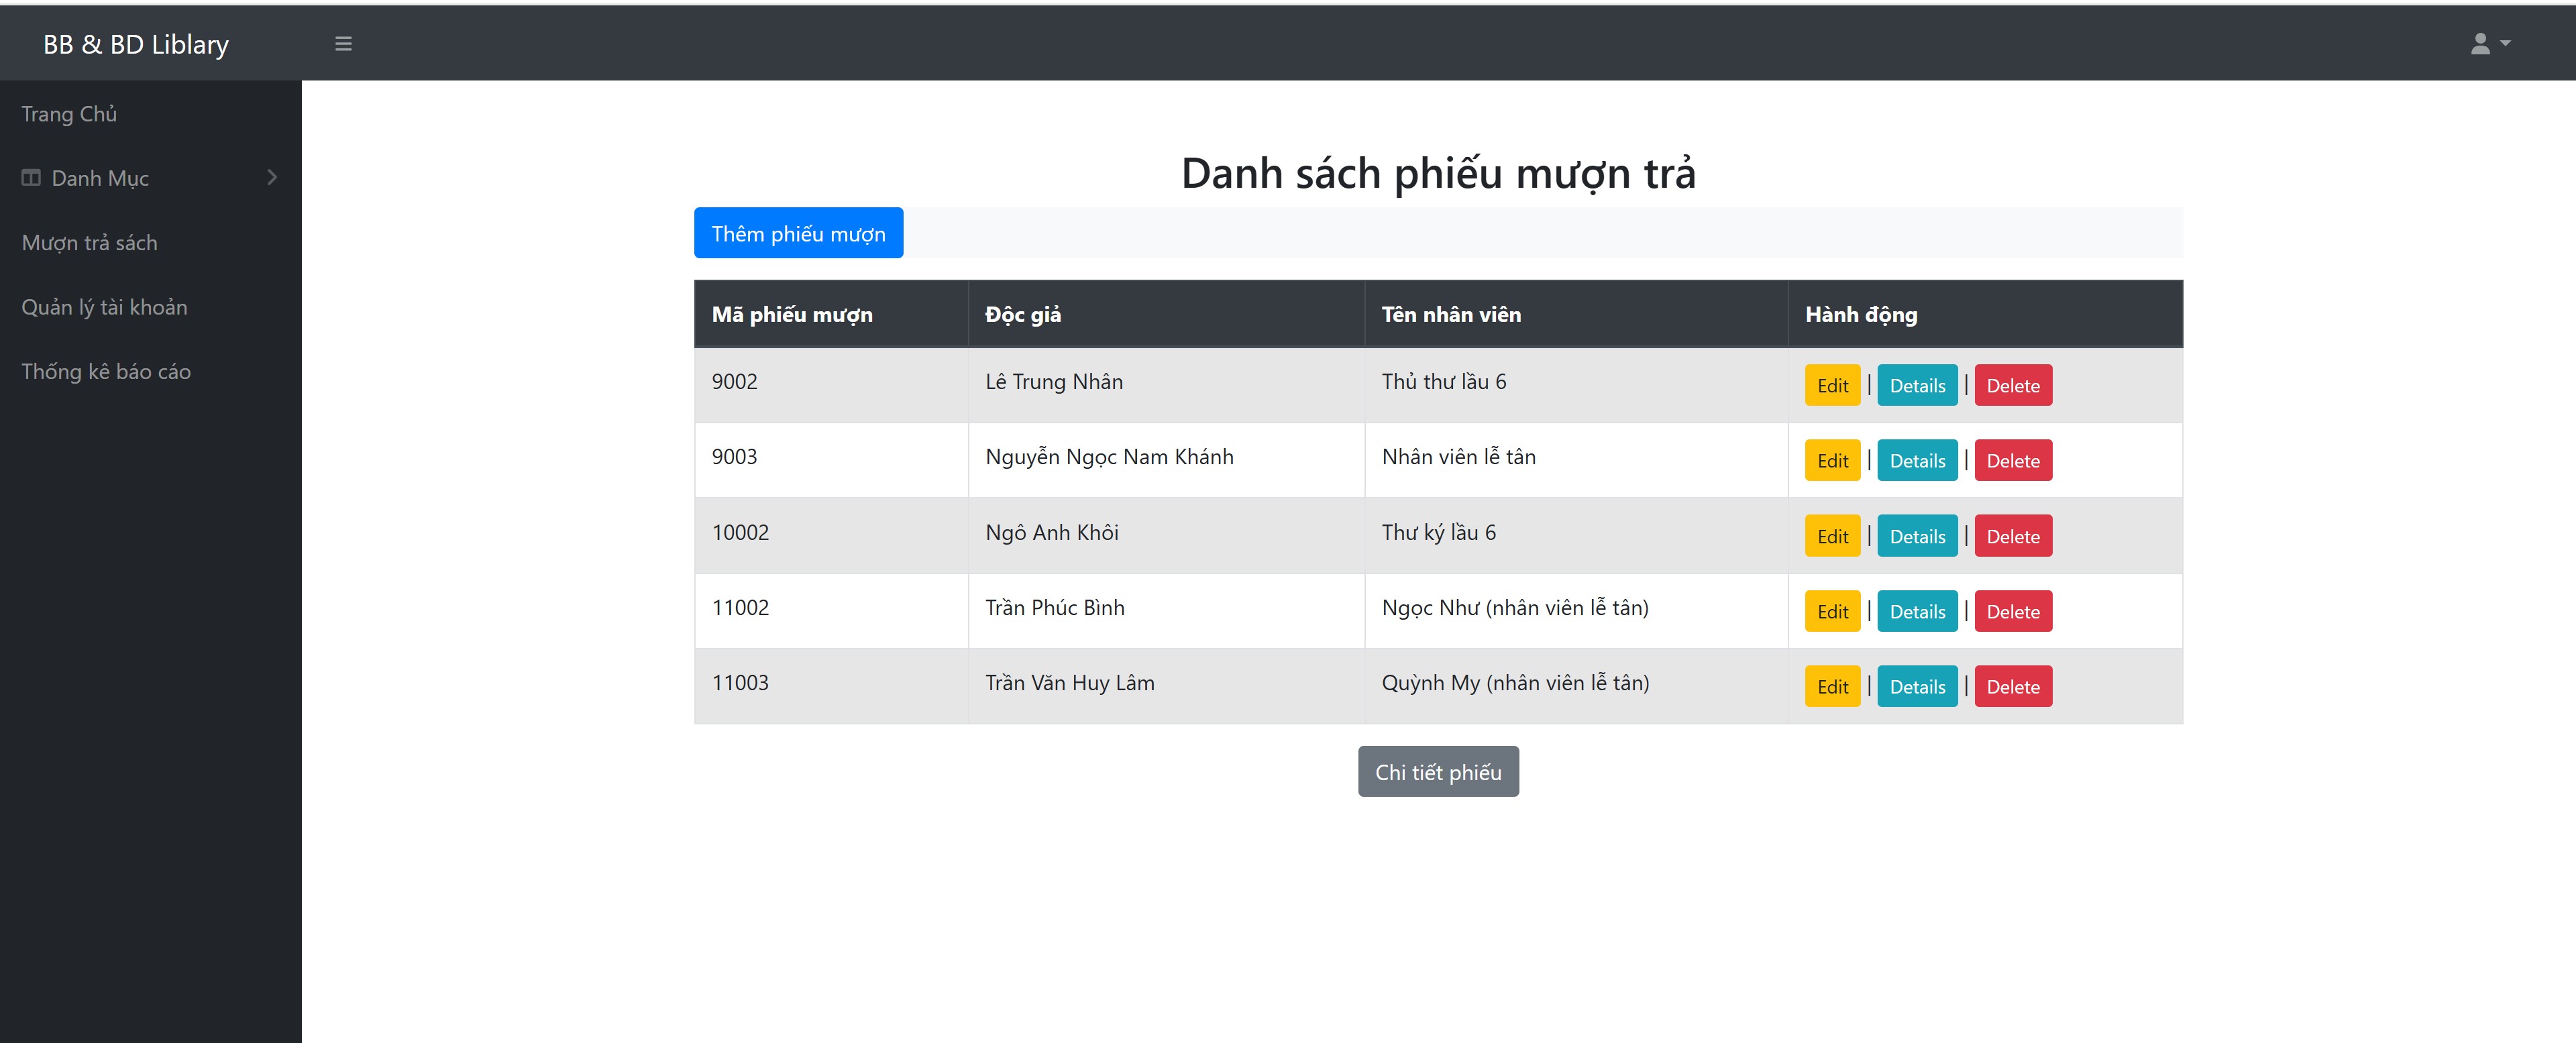 BB & BD Liblary
Trang Chủ
Danh Mục
Mượn trả sách
Quản lý tài khoản
Thống kê báo cáo
Danh sách phiếu mượn trả
Thêm phiếu mượn
Mã phiếu mượn Độc giả Tên nhân viên Hành động
9002 Lê Trung Nhân Thủ thư lầu 6 Edit | Details | Delete
9003 Nguyễn Ngọc Nam Khánh Nhân viên lễ tân Edit | Details | Delete
10002 Ngô Anh Khôi Thư ký lầu 6 Edit | Details | Delete
11002 Trần Phúc Bình Ngọc Như (nhân viên lễ tân) Edit | Details | Delete
11003 Trần Văn Huy Lâm Quỳnh My (nhân viên lễ tân) Edit | Details | Delete
Chi tiết phiếu